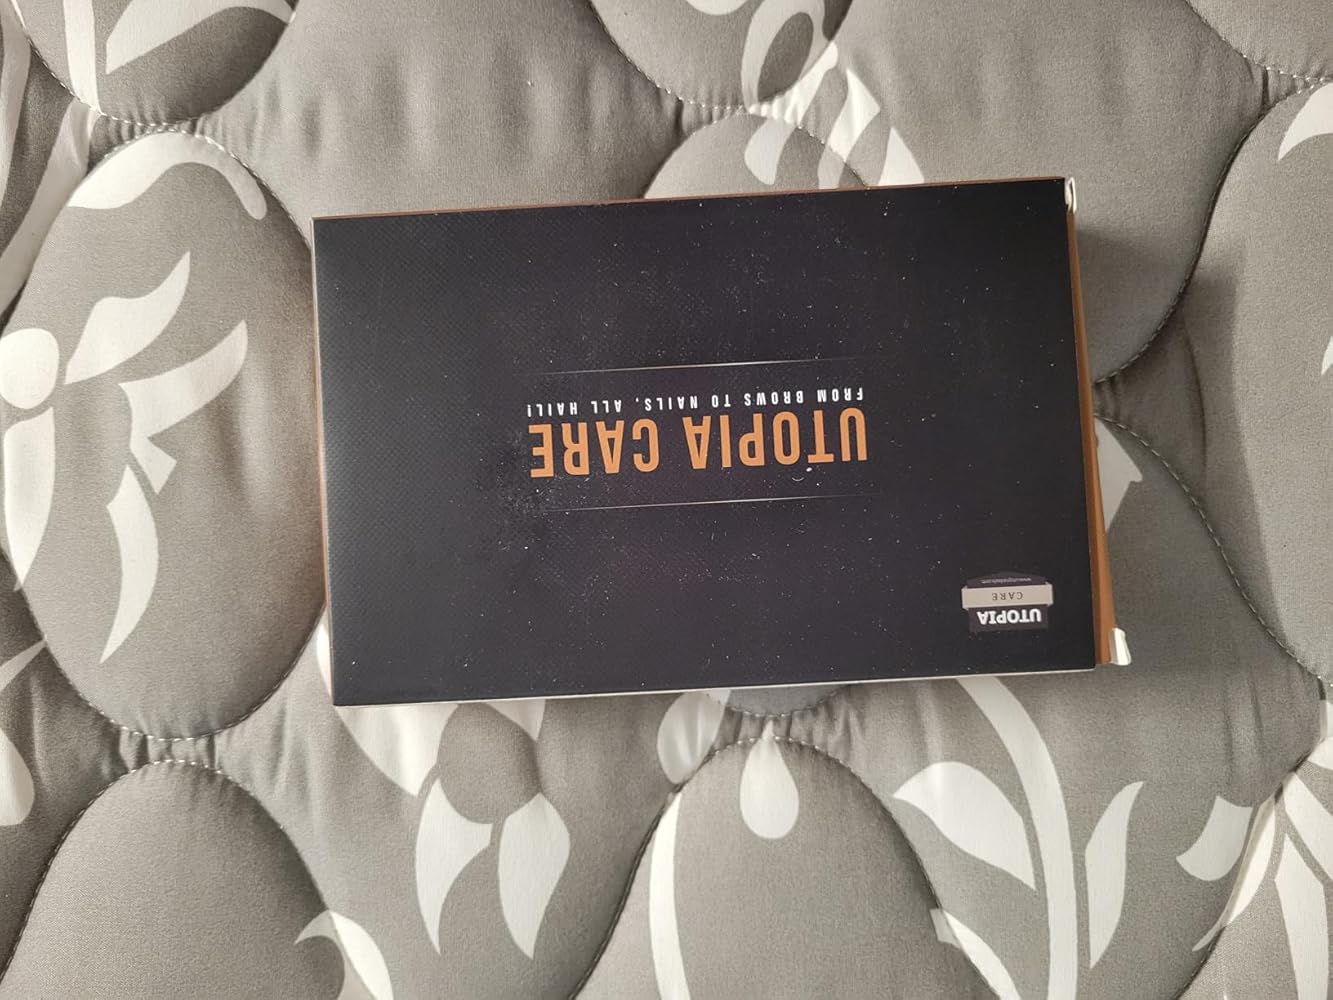 UTOPIA CARE
FROM BROWS TO NAILS, ALL HAIL!
UTOPIA
CARE